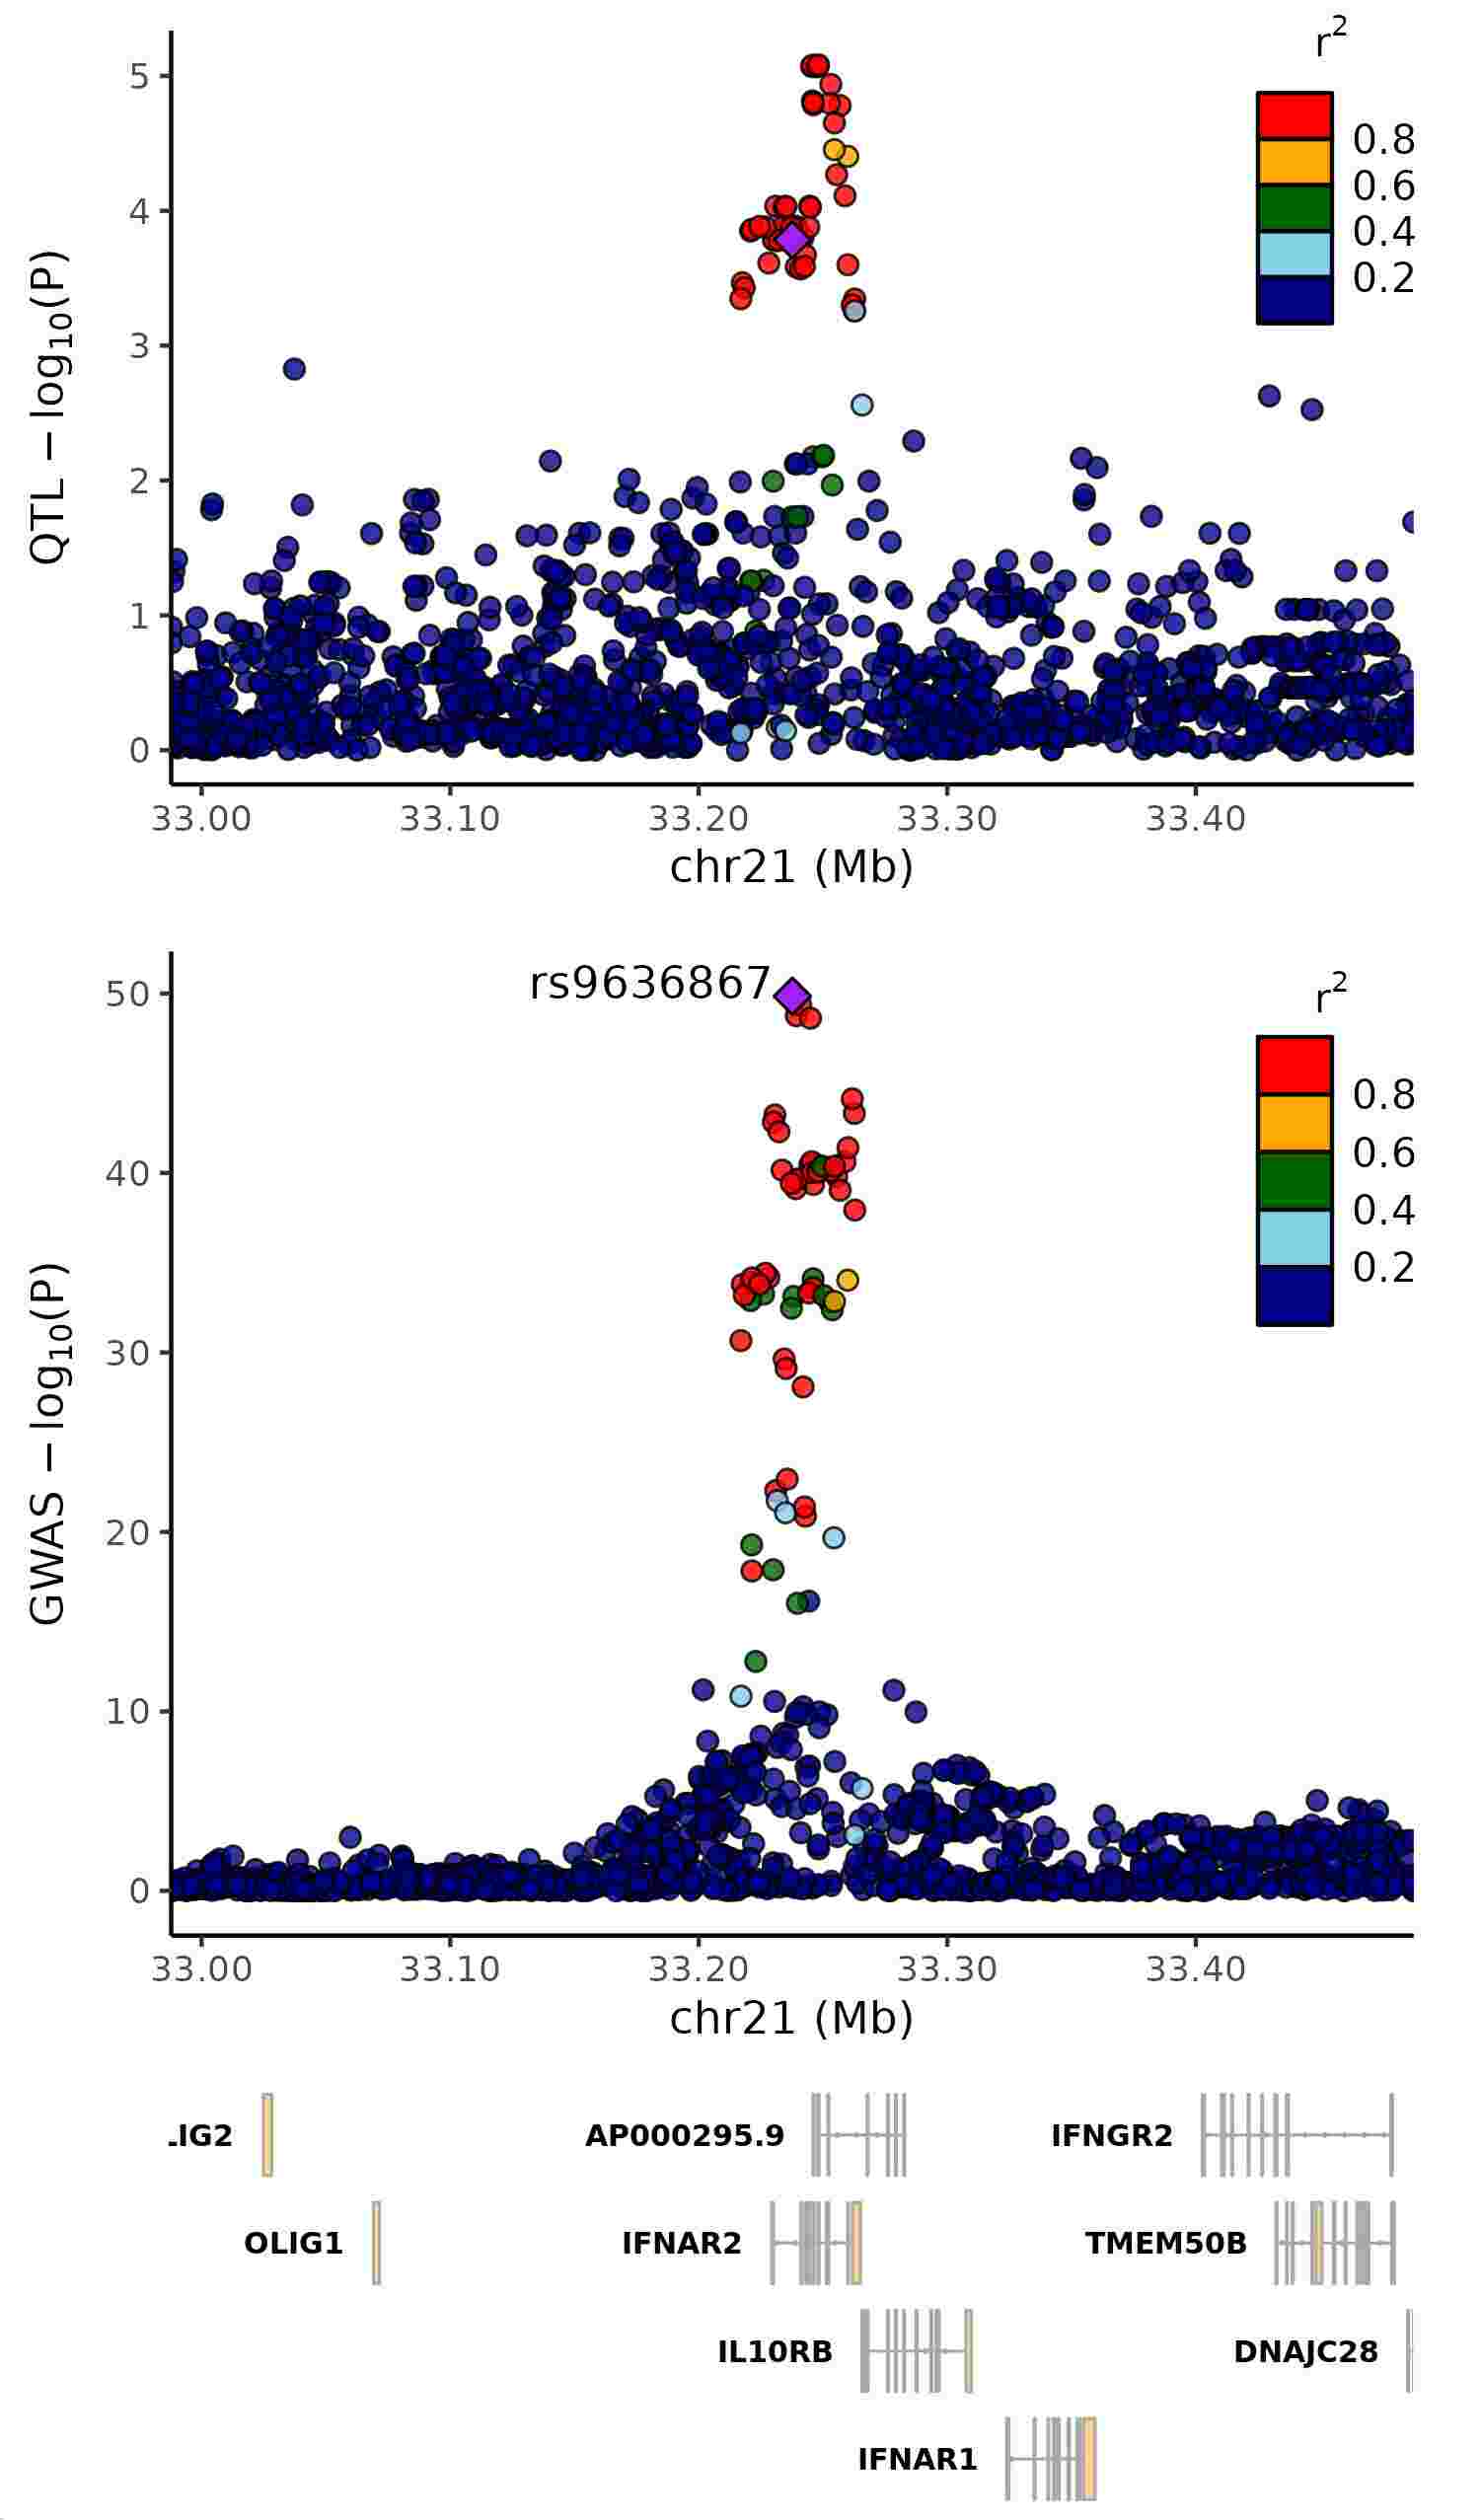 r2
5
4
3
2
1
0
QTL −log10(P)
0.8
0.6
0.4
0.2
33.00 33.10 33.20 33.30 33.40
chr21 (Mb)
rs9636867
r2
50
40
30
20
10
0
GWAS −log10(P)
0.8
0.6
0.4
0.2
33.00 33.10 33.20 33.30 33.40
chr21 (Mb)
.IG2 AP000295.9 IFNGR2
OLIG1 IFNAR2 TMEM50B
IL10RB DNAJC28
IFNAR1